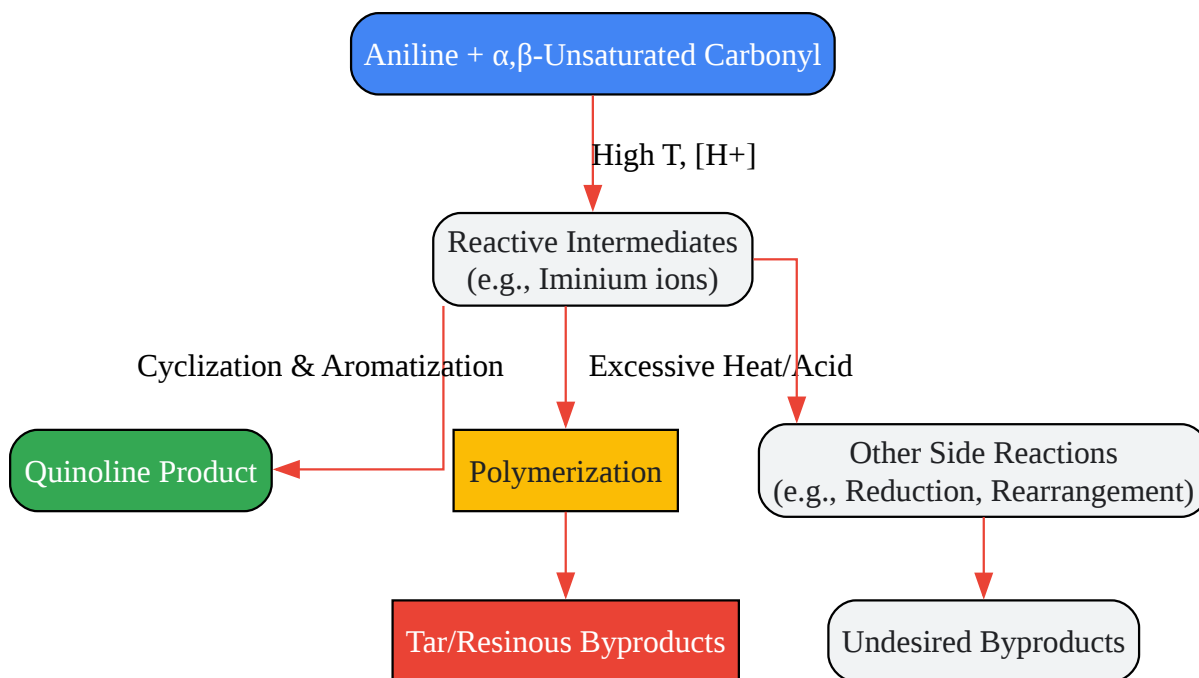 Aniline + α,β-Unsaturated Carbonyl
High T, [H+]
Reactive Intermediates
(e.g., Iminium ions)
Cyclization & Aromatization
Excessive Heat/Acid
Quinoline Product
Polymerization
Other Side Reactions
(e.g., Reduction, Rearrangement)
Tar/Resinous Byproducts
Undesired Byproducts